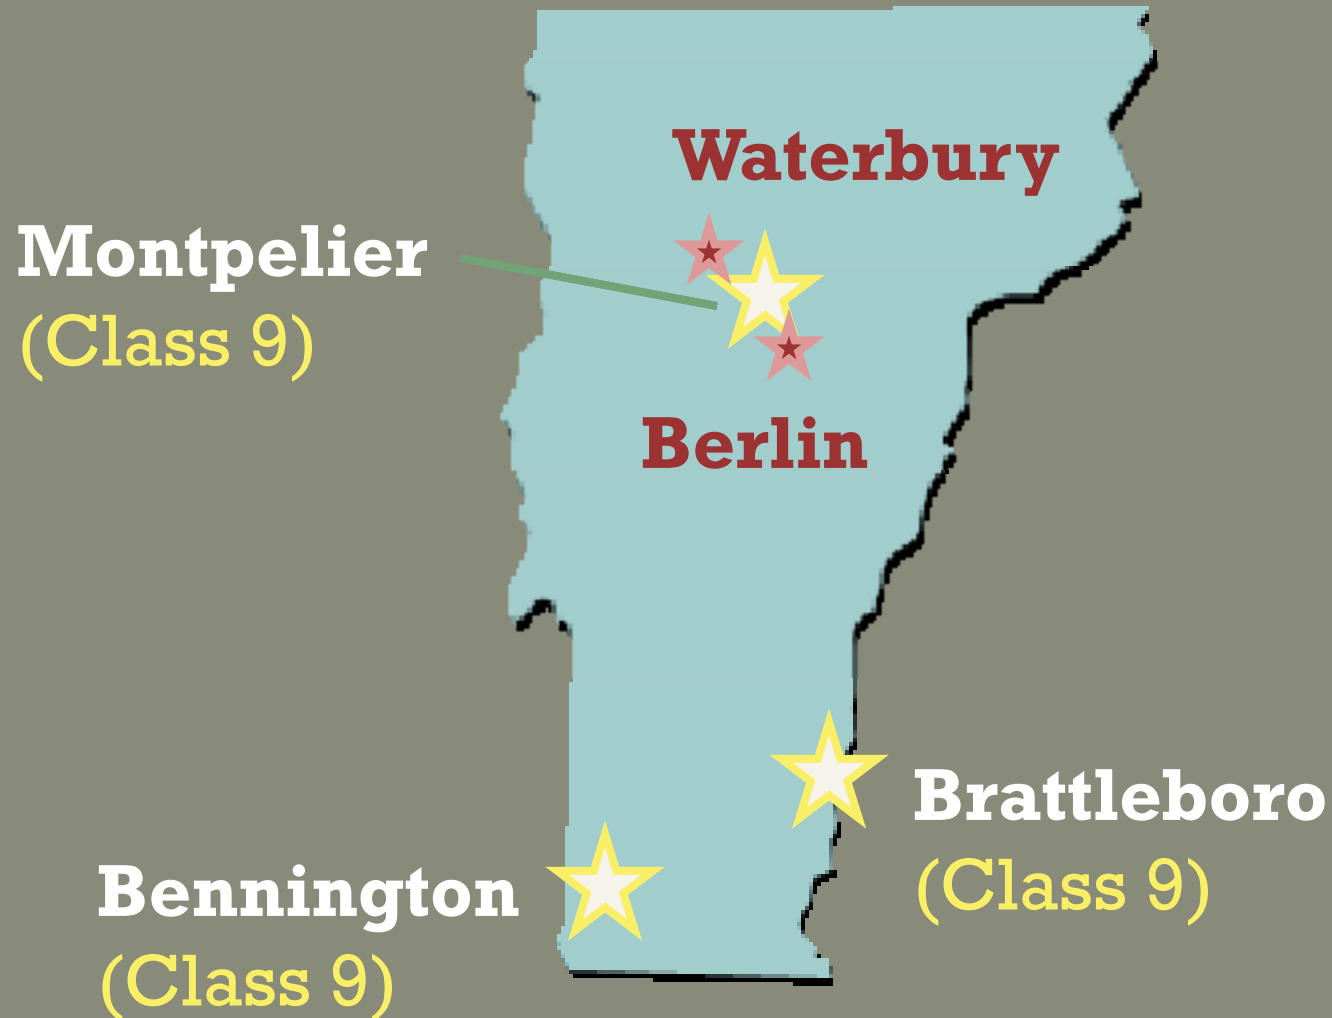 Waterbury
Montpelier
(Class 9)
Berlin
Brattleboro
(Class 9)
Bennington
(Class 9)